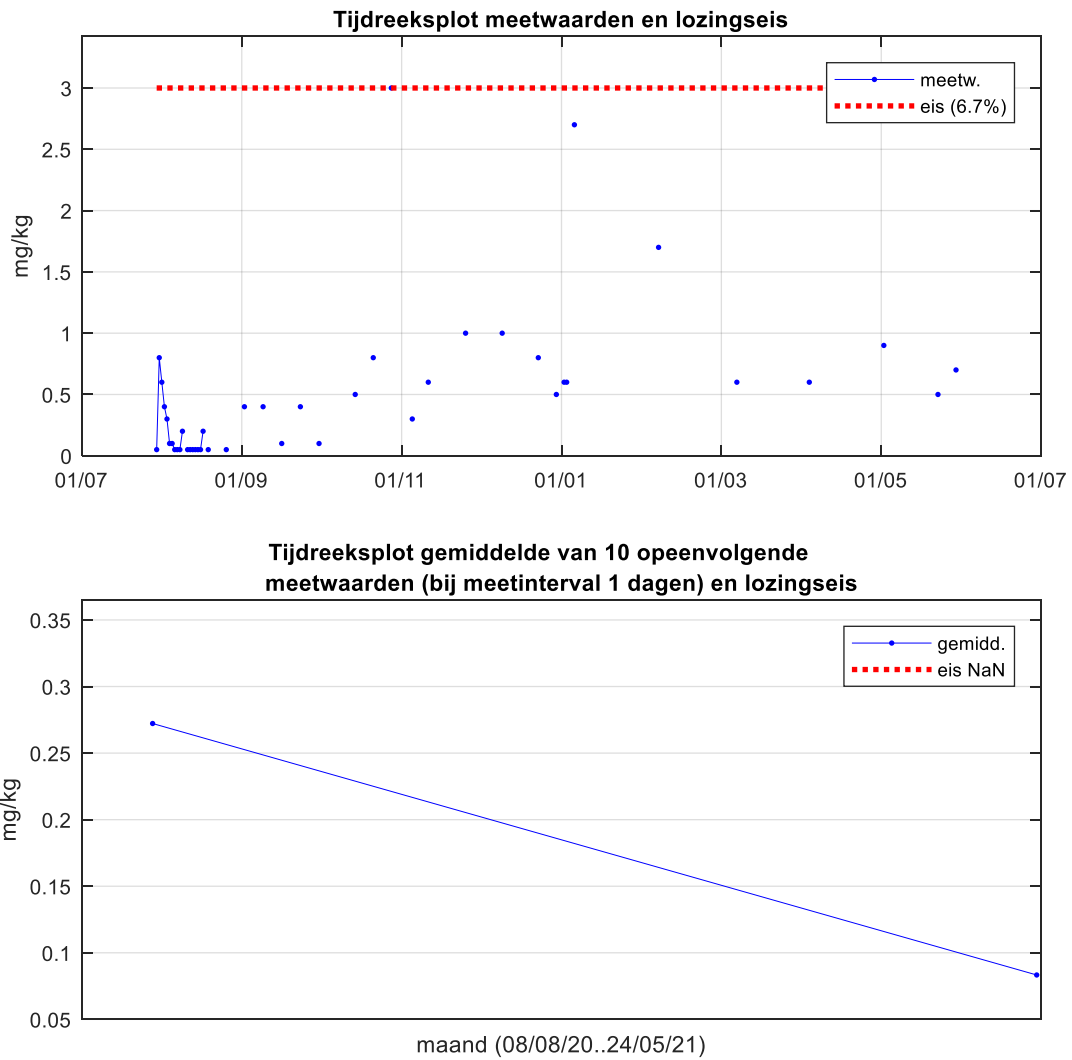 Tijdreeksplot meetwaarden en lozingseis
meetw.
eis (6.7%)
mg/kg
3
2.5
2
1.5
1
0.5
0
01/07
01/09
01/11
01/01
01/03
01/05
01/07
Tijdreeksplot gemiddelde van 10 opeenvolgende
meetwaarden (bij meetinterval 1 dagen) en lozingseis
gemidd.
eis NaN
mg/kg
0.35
0.3
0.25
0.2
0.15
0.1
0.05
maand (08/08/20..24/05/21)